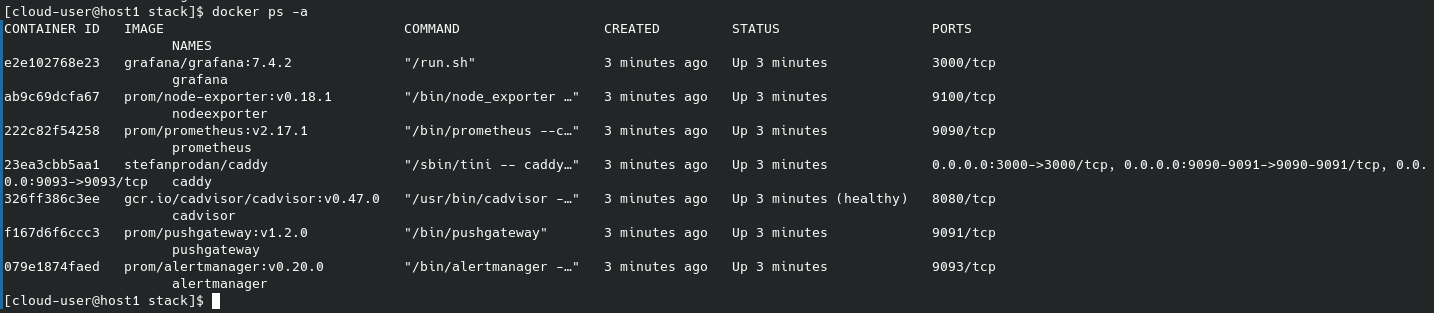 [cloud-user@host1 stack]$ docker ps -a
CONTAINER ID   IMAGE                              COMMAND                  CREATED         STATUS                   PORTS
                     NAMES
e2e102768e23   grafana/grafana:7.4.2              "/run.sh"                3 minutes ago   Up 3 minutes             3000/tcp
                     grafana
ab9c69dcfa67   prom/node-exporter:v0.18.1         "/bin/node_exporter …"   3 minutes ago   Up 3 minutes             9100/tcp
                     nodeexporter
222c82f54258   prom/prometheus:v2.17.1            "/bin/prometheus --c…"   3 minutes ago   Up 3 minutes             9090/tcp
                     prometheus
23ea3cbb5aa1   stefanprodan/caddy                 "/sbin/tini -- caddy…"   3 minutes ago   Up 3 minutes             0.0.0.0:3000->3000/tcp, 0.0.0.0:9090-9091->9090-9091/tcp, 0.0.
0.0:9093->9093/tcp   caddy
326ff386c3ee   gcr.io/cadvisor/cadvisor:v0.47.0   "/usr/bin/cadvisor -…"   3 minutes ago   Up 3 minutes (healthy)   8080/tcp
                     cadvisor
f167d6f6ccc3   prom/pushgateway:v1.2.0            "/bin/pushgateway"       3 minutes ago   Up 3 minutes             9091/tcp
                     pushgateway
079e1874faed   prom/alertmanager:v0.20.0          "/bin/alertmanager -…"   3 minutes ago   Up 3 minutes             9093/tcp
                     alertmanager
[cloud-user@host1 stack]$